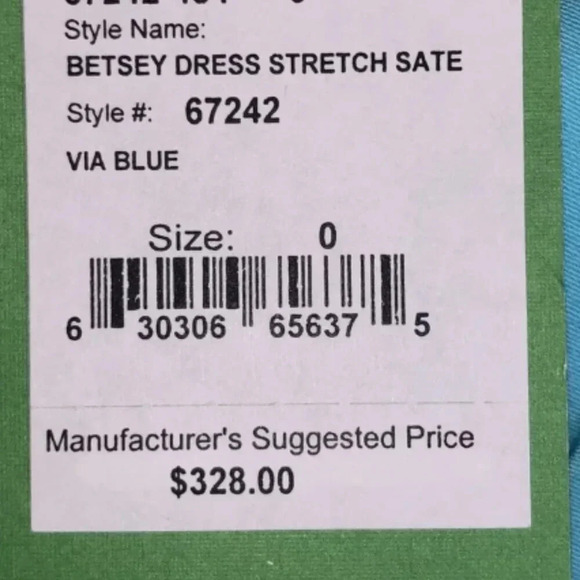 Style Name:
BETSEY DRESS STRETCH SATE
Style #: 67242
VIA BLUE
Size: 0
6 30306 65637 5
Manufacturer's Suggested Price
$328.00